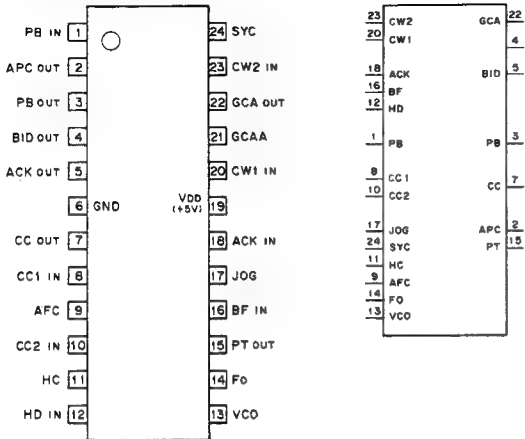 PB IN 1
24 SYC
APC OUT 2
23 CW2 IN
PB OUT 3
22 GCA OUT
BID OUT 4
21 GCAA
ACK OUT 5
20 CW1 IN
6 GND
VDD
(+5V) 19
CC OUT 7
18 ACK IN
CC1 IN 8
17 JOG
AFC 9
16 BF IN
CC2 IN 10
15 PT OUT
HC 11
14 Fo
HD IN 12
13 VCO
23 CW2
GCA 22
20 CW1
4
18 ACK
BID 5
16 BF
12 HD
1 PB
PB 3
8 CC1
CC 7
10 CC2
17 JOG
APC 2
24 SYC
PT 15
11 HC
9 AFC
14 FO
13 VCO